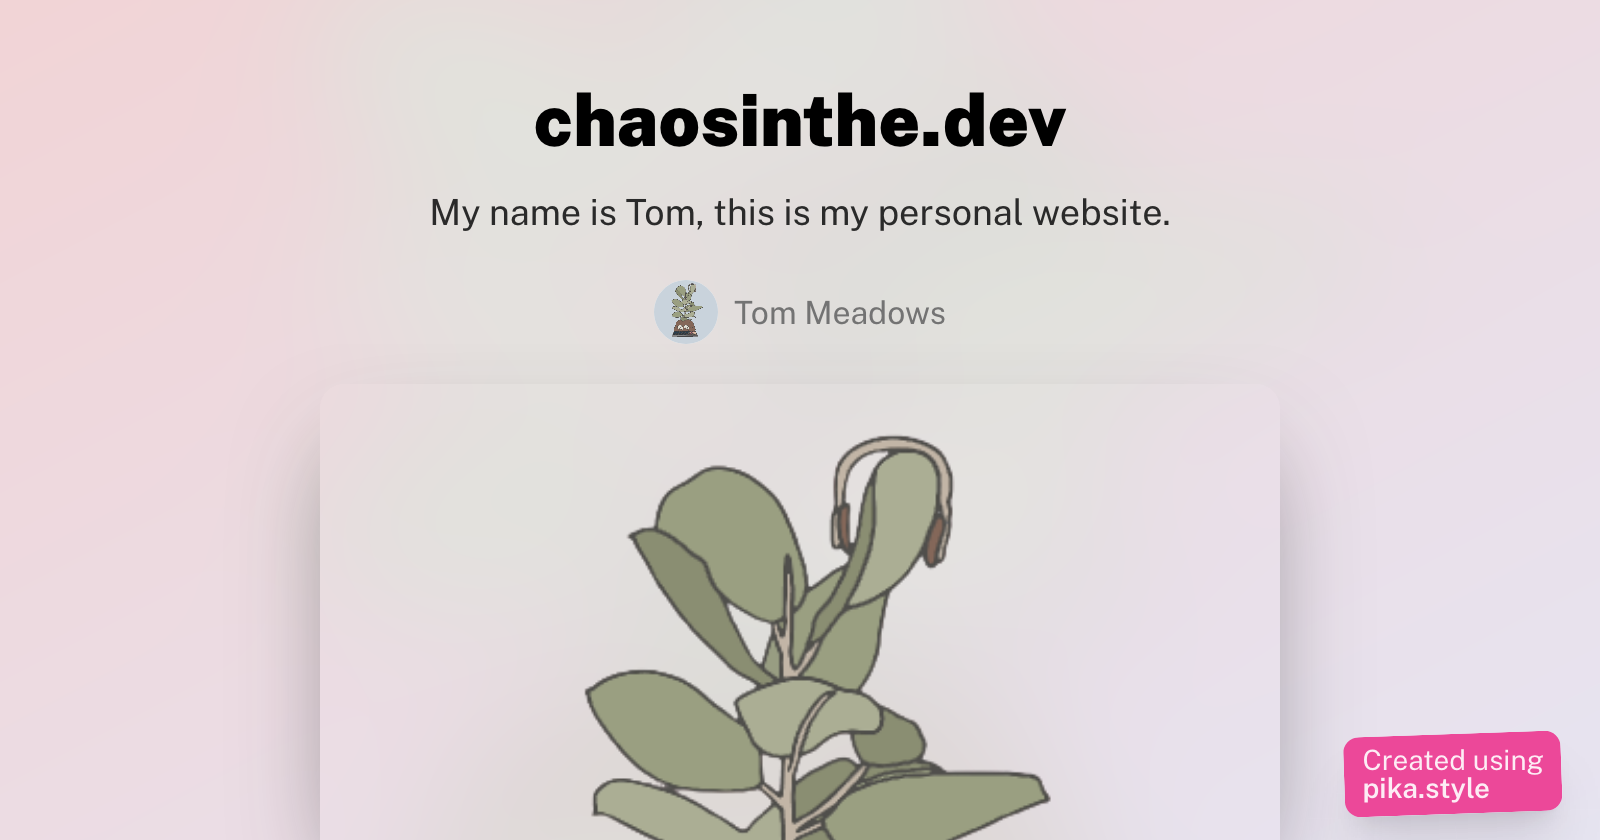 chaosinthe.dev
My name is Tom, this is my personal website.
Tom Meadows
Created using
pika.style